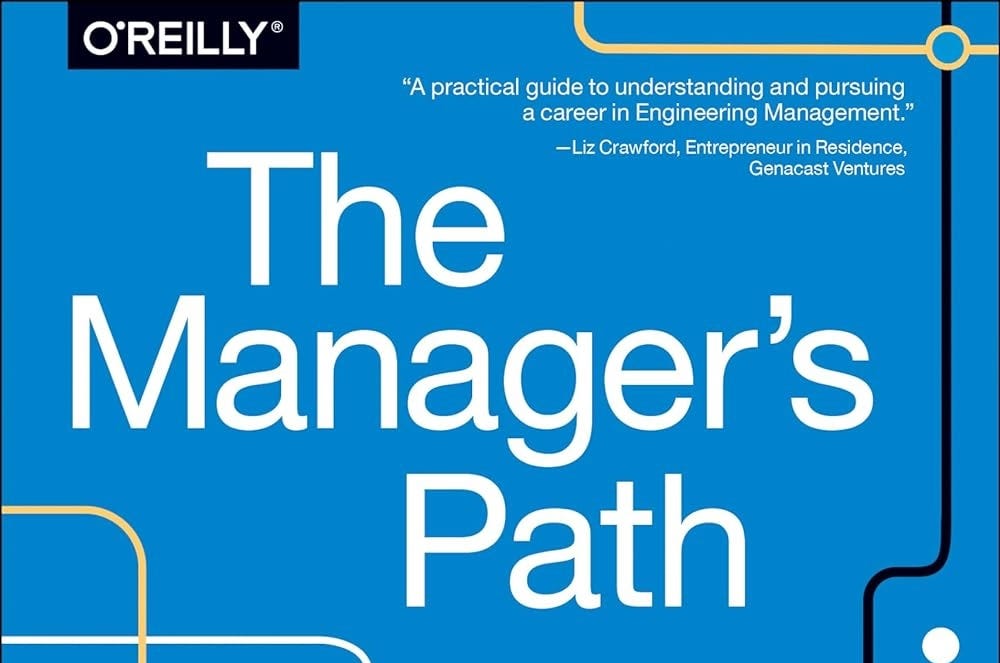 O'REILLY®
“A practical guide to understanding and pursuing
a career in Engineering Management.”
—Liz Crawford, Entrepreneur in Residence,
Genacast Ventures
The
Manager’s
Path